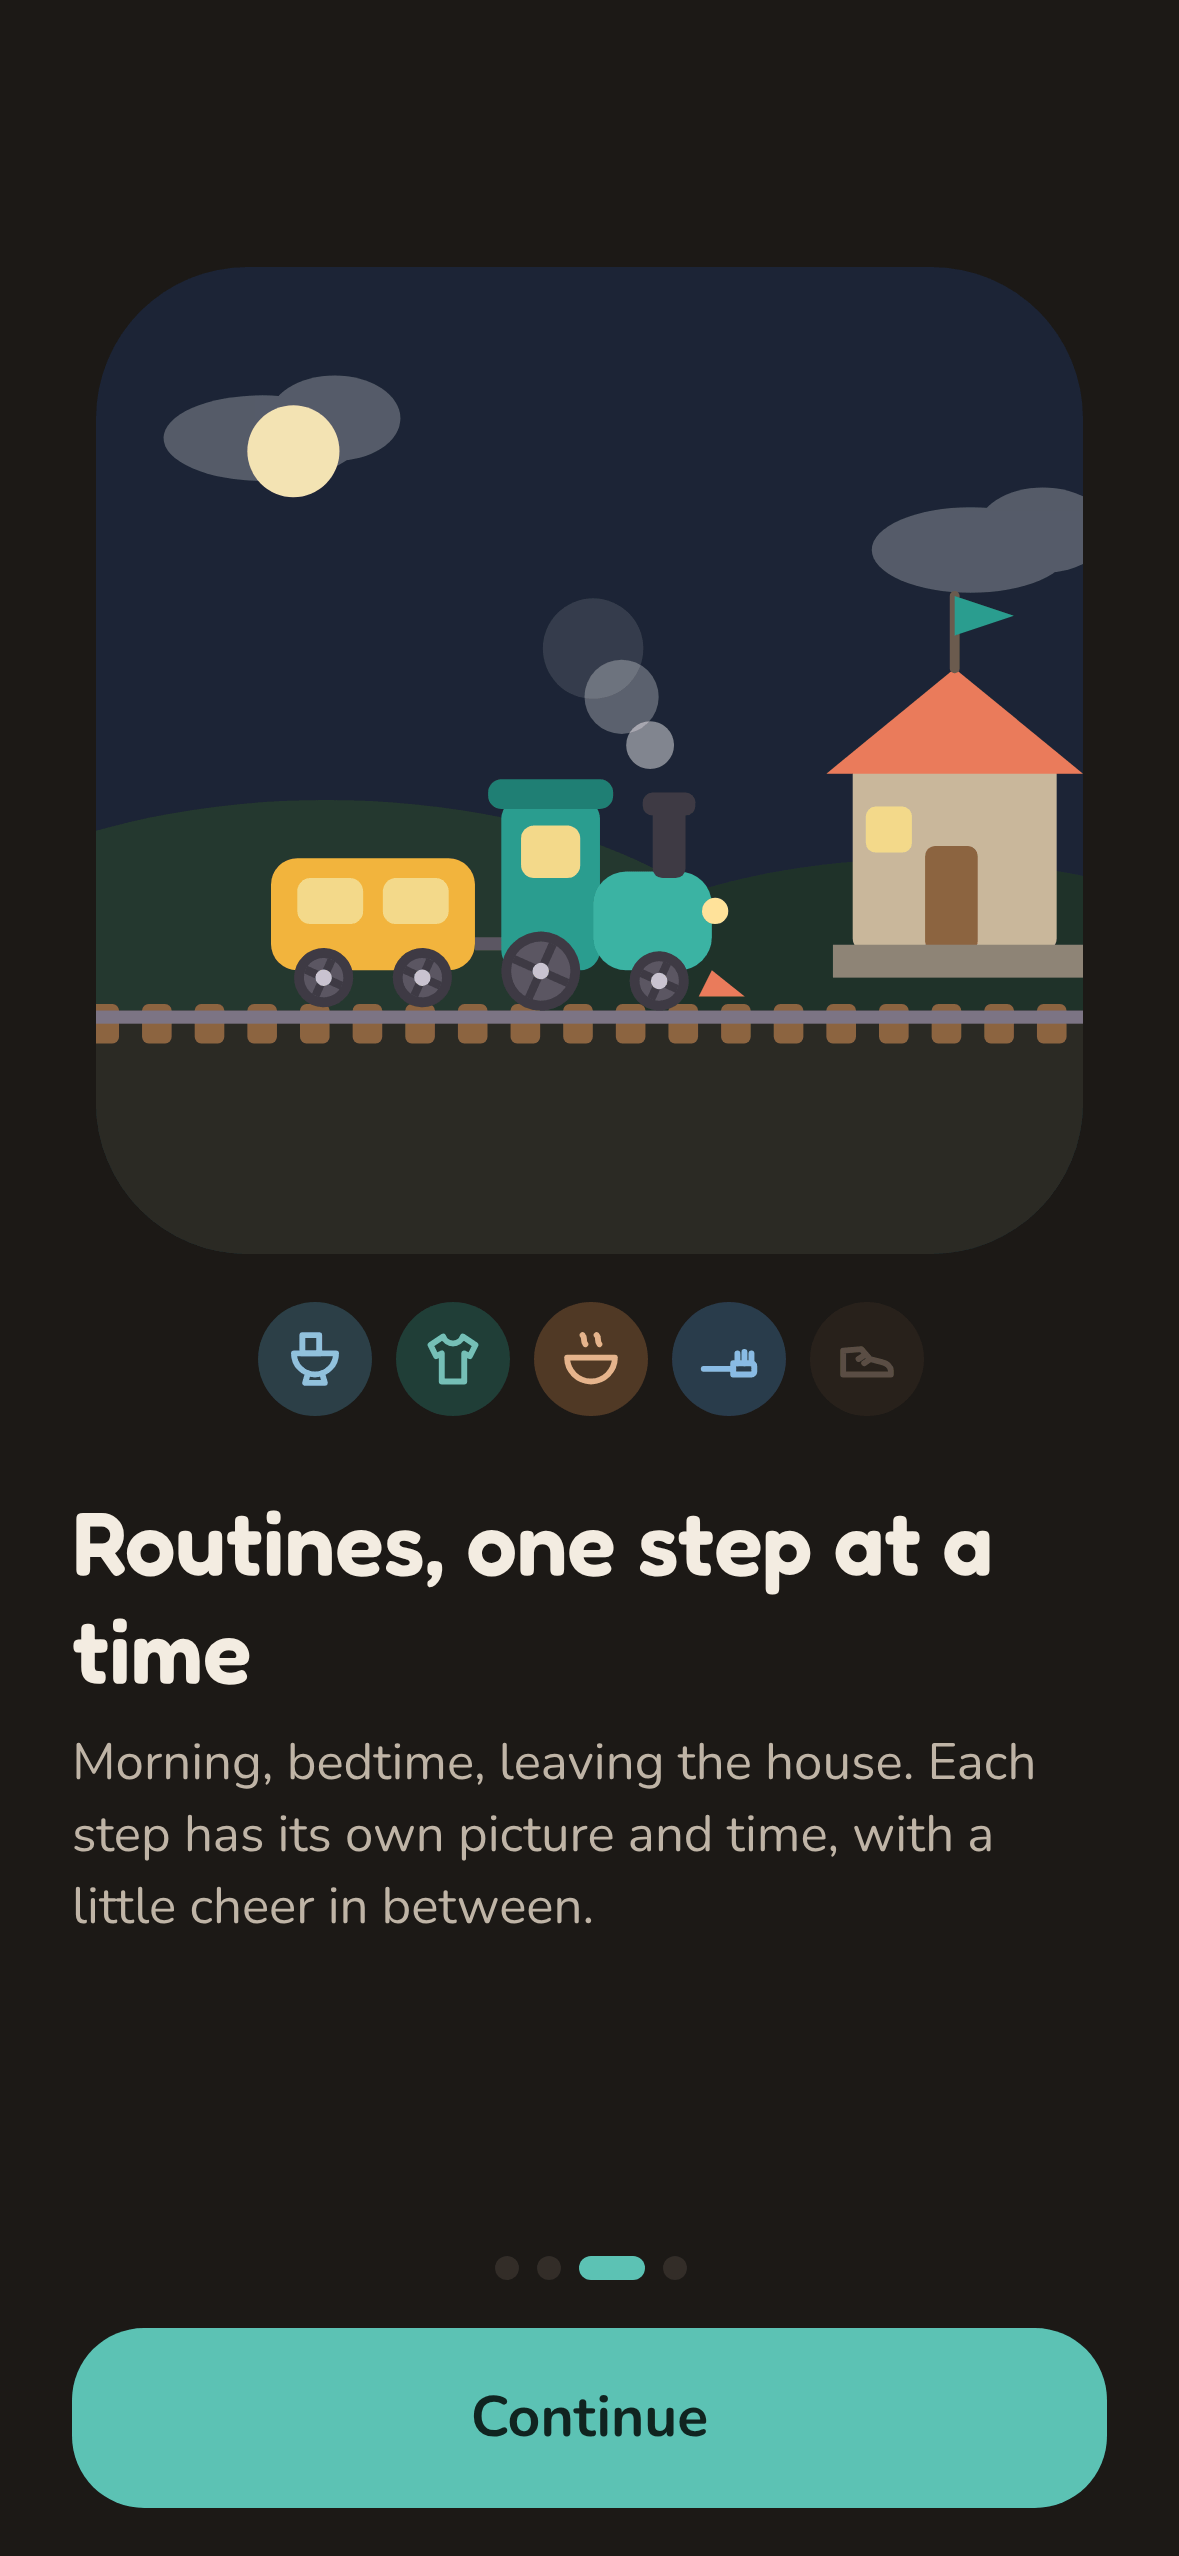 Routines, one step at a
time
Morning, bedtime, leaving the house. Each
step has its own picture and time, with a
little cheer in between.
Continue